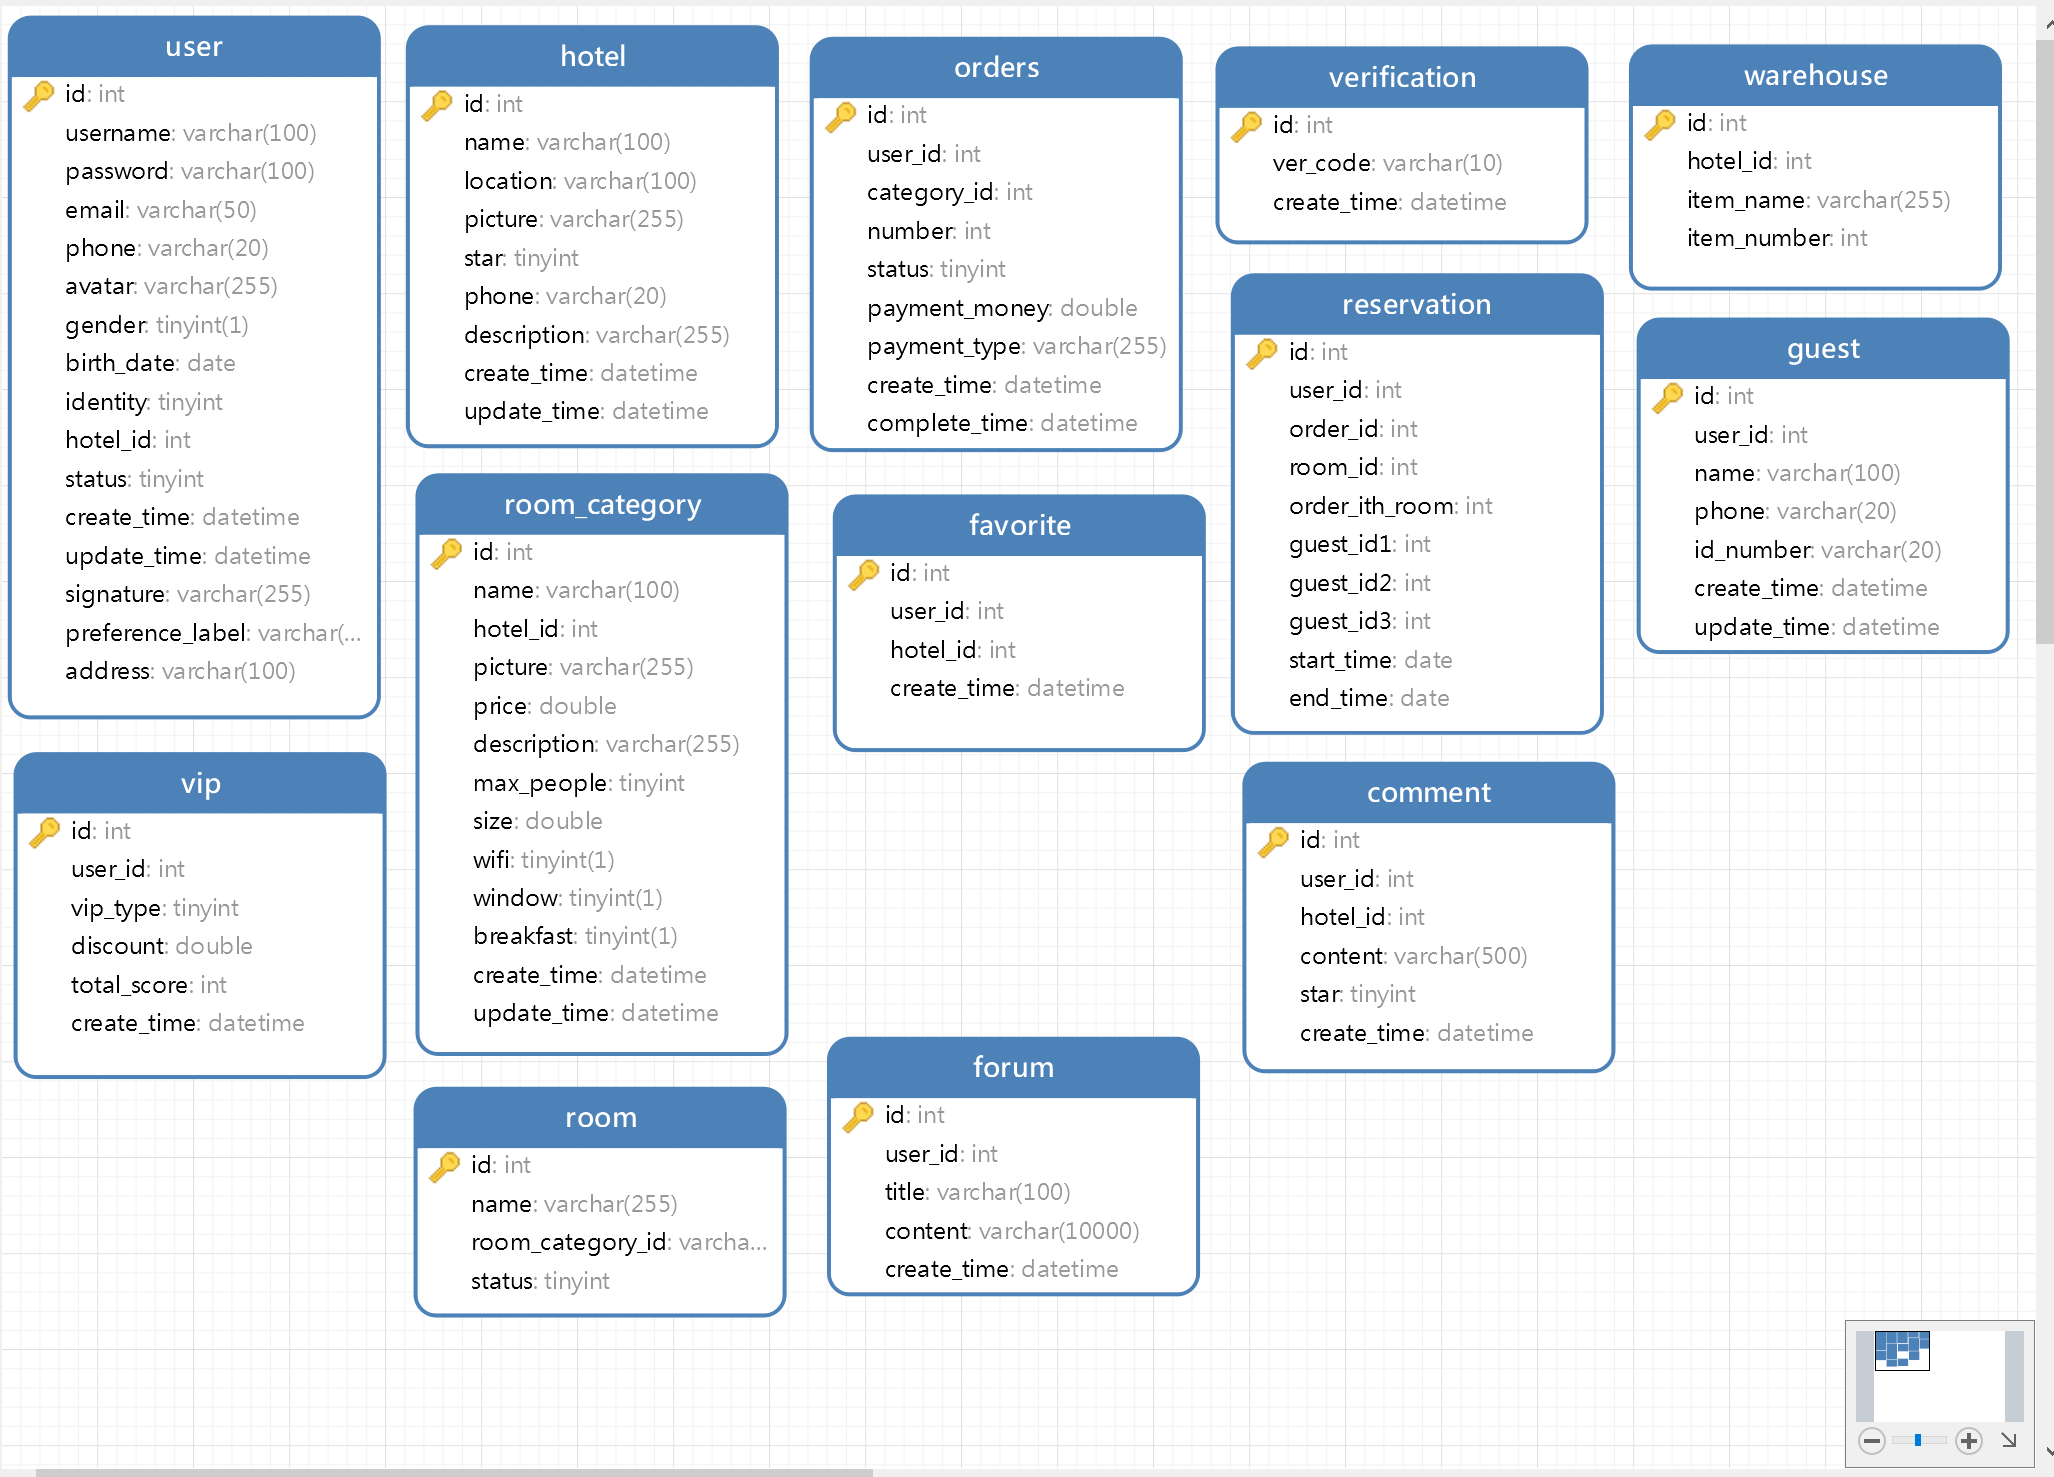 user
id: int
username: varchar(100)
password: varchar(100)
email: varchar(50)
phone: varchar(20)
avatar: varchar(255)
gender: tinyint(1)
birth_date: date
identity: tinyint
hotel_id: int
status: tinyint
create_time: datetime
update_time: datetime
signature: varchar(255)
preference_label: varchar(...
address: varchar(100)
vip
id: int
user_id: int
vip_type: tinyint
discount: double
total_score: int
create_time: datetime
hotel
id: int
name: varchar(100)
location: varchar(100)
picture: varchar(255)
star: tinyint
phone: varchar(20)
description: varchar(255)
create_time: datetime
update_time: datetime
room_category
id: int
name: varchar(100)
hotel_id: int
picture: varchar(255)
price: double
description: varchar(255)
max_people: tinyint
size: double
wifi: tinyint(1)
window: tinyint(1)
breakfast: tinyint(1)
create_time: datetime
update_time: datetime
room
id: int
name: varchar(255)
room_category_id: varcha...
status: tinyint
orders
id: int
user_id: int
category_id: int
number: int
status: tinyint
payment_money: double
payment_type: varchar(255)
create_time: datetime
complete_time: datetime
favorite
id: int
user_id: int
hotel_id: int
create_time: datetime
forum
id: int
user_id: int
title: varchar(100)
content: varchar(10000)
create_time: datetime
verification
id: int
ver_code: varchar(10)
create_time: datetime
reservation
id: int
user_id: int
order_id: int
room_id: int
order_ith_room: int
guest_id1: int
guest_id2: int
guest_id3: int
start_time: date
end_time: date
comment
id: int
user_id: int
hotel_id: int
content: varchar(500)
star: tinyint
create_time: datetime
warehouse
id: int
hotel_id: int
item_name: varchar(255)
item_number: int
guest
id: int
user_id: int
name: varchar(100)
phone: varchar(20)
id_number: varchar(20)
create_time: datetime
update_time: datetime